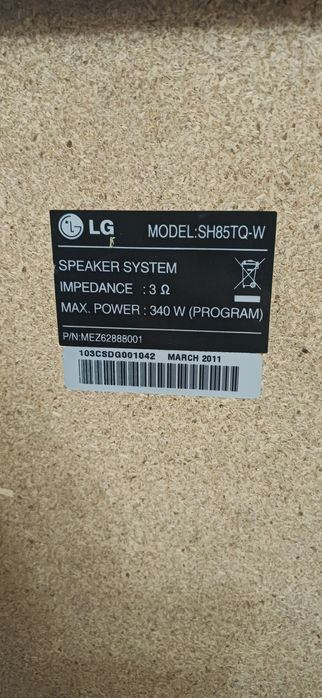 LG MODEL:SH85TQ-W
SPEAKER SYSTEM
IMPEDANCE : 3 Ω
MAX. POWER : 340 W (PROGRAM)
P/N:MEZ62888001
103CSDG001042 MARCH 2011